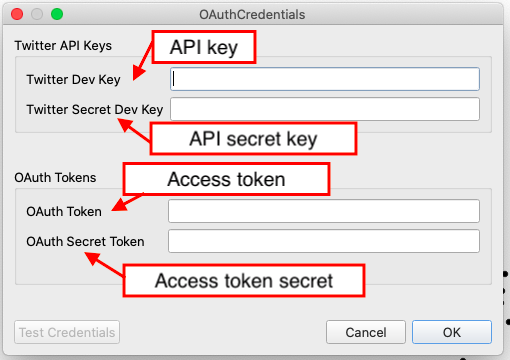 OAuthCredentials
Twitter API Keys
API key
Twitter Dev Key
Twitter Secret Dev Key
API secret key
OAuth Tokens
Access token
OAuth Token
OAuth Secret Token
Access token secret
Test Credentials
Cancel
OK